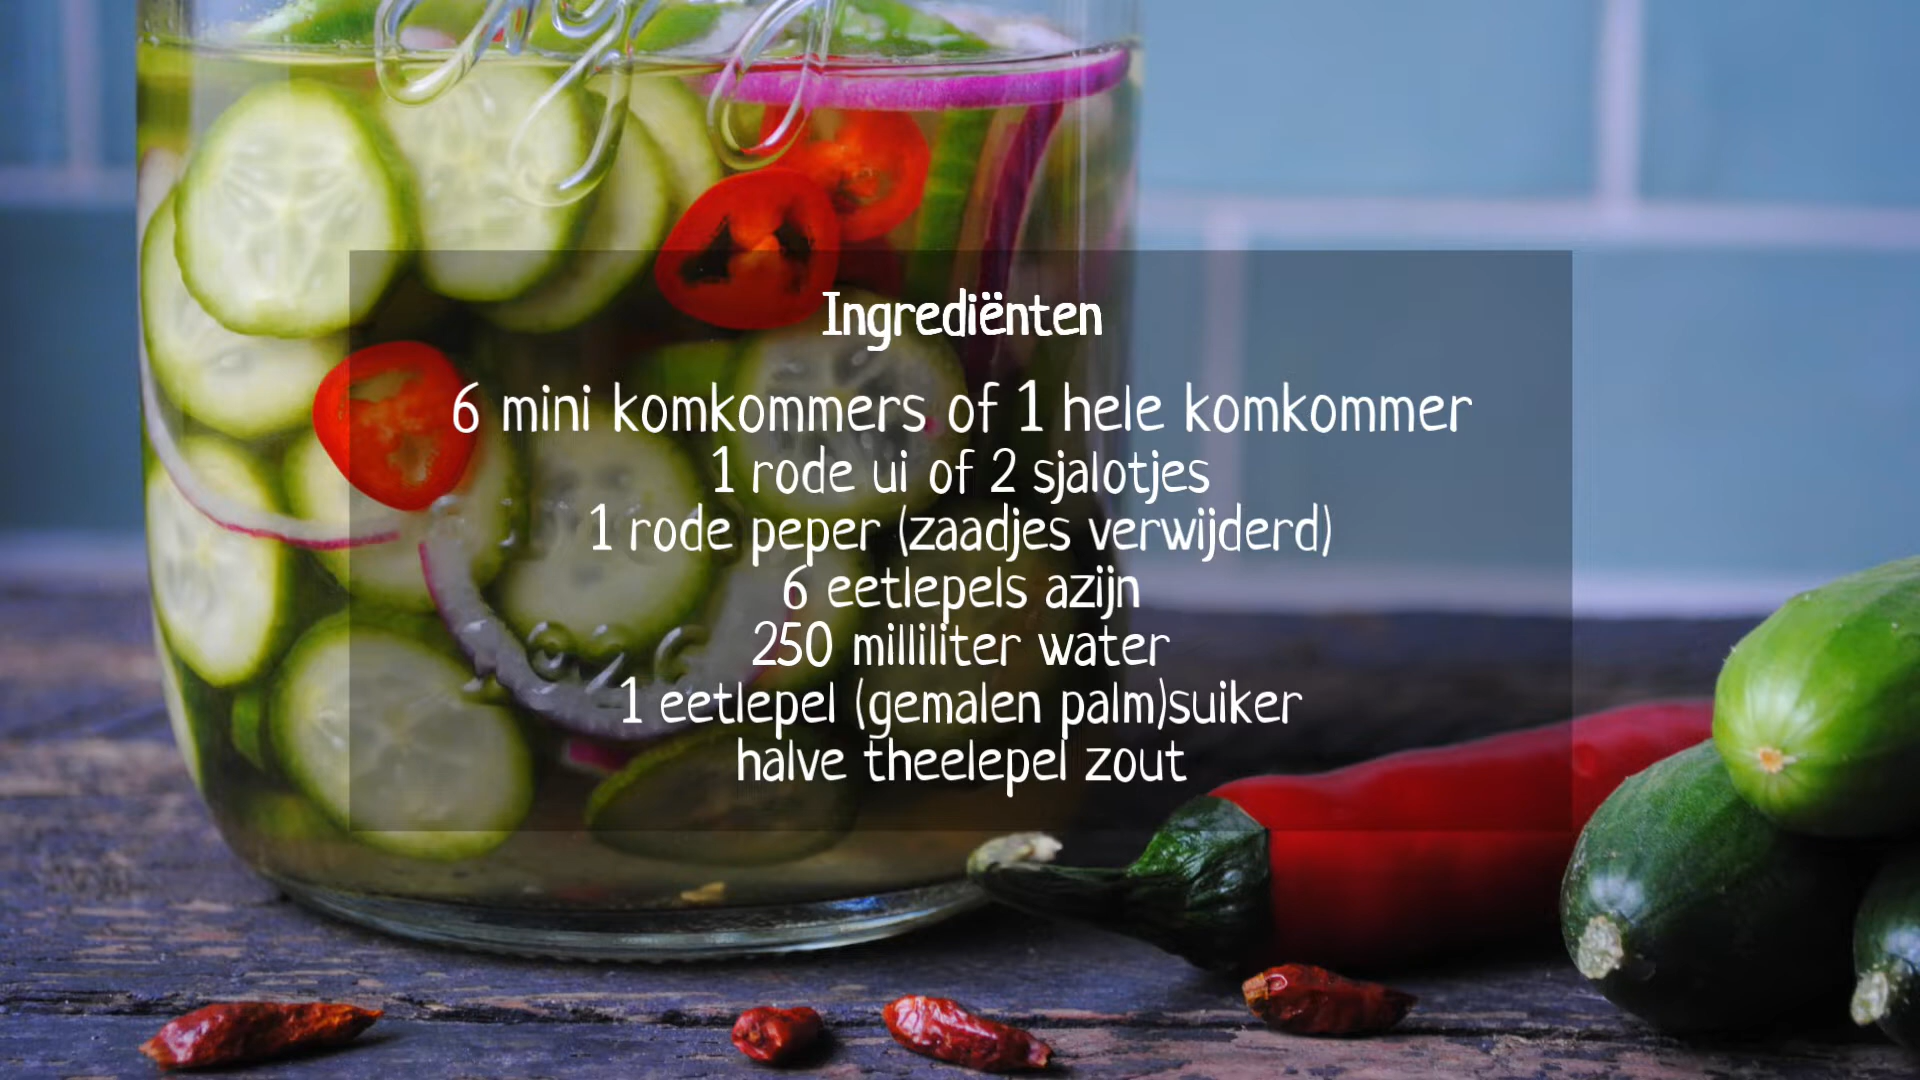 Ingrediënten
6 mini komkommers of 1 hele komkommer
1 rode ui of 2 sjalotjes
1 rode peper (zaadjes verwijderd)
6 eetlepels azijn
250 milliliter water
1 eetlepel (gemalen palm)suiker
halve theelepel zout